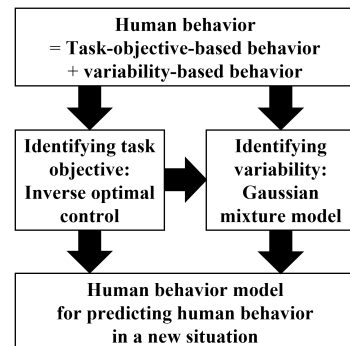 Human behavior
= Task-objective-based behavior
+ variability-based behavior
Identifying task
objective:
Inverse optimal
control
Identifying
variability:
Gaussian
mixture model
Human behavior model
for predicting human behavior
in a new situation